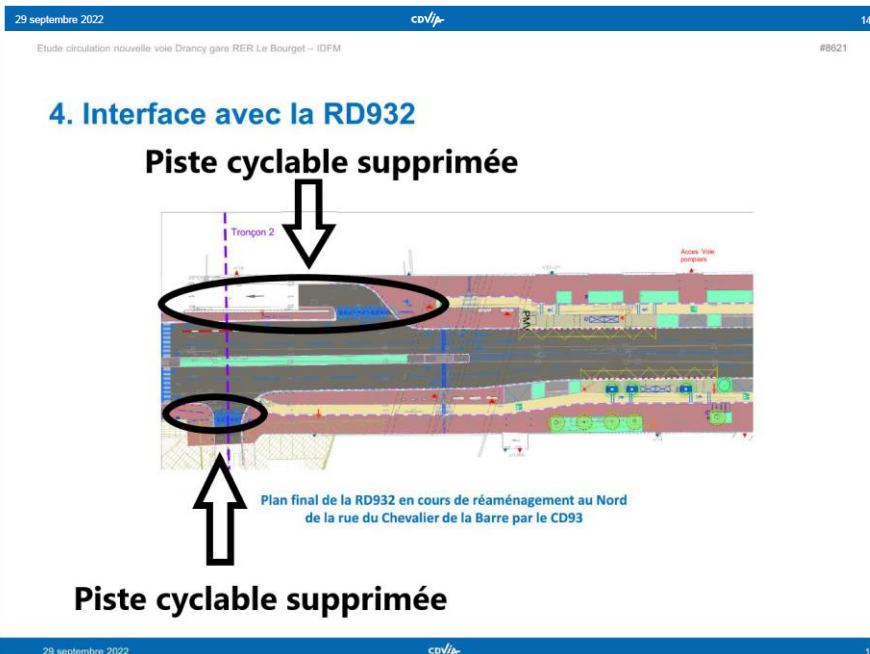 29 septembre 2022
CDVIA
14
Etude circulation nouvelle voie Drancy gare RER Le Bourget – IDFM
#8621
4. Interface avec la RD932
Piste cyclable supprimée
Tronçon 2
Acces Voie
pompiers
PMV
Plan final de la RD932 en cours de réaménagement au Nord
de la rue du Chevalier de la Barre par le CD93
Piste cyclable supprimée
29 septembre 2022
CDVIA